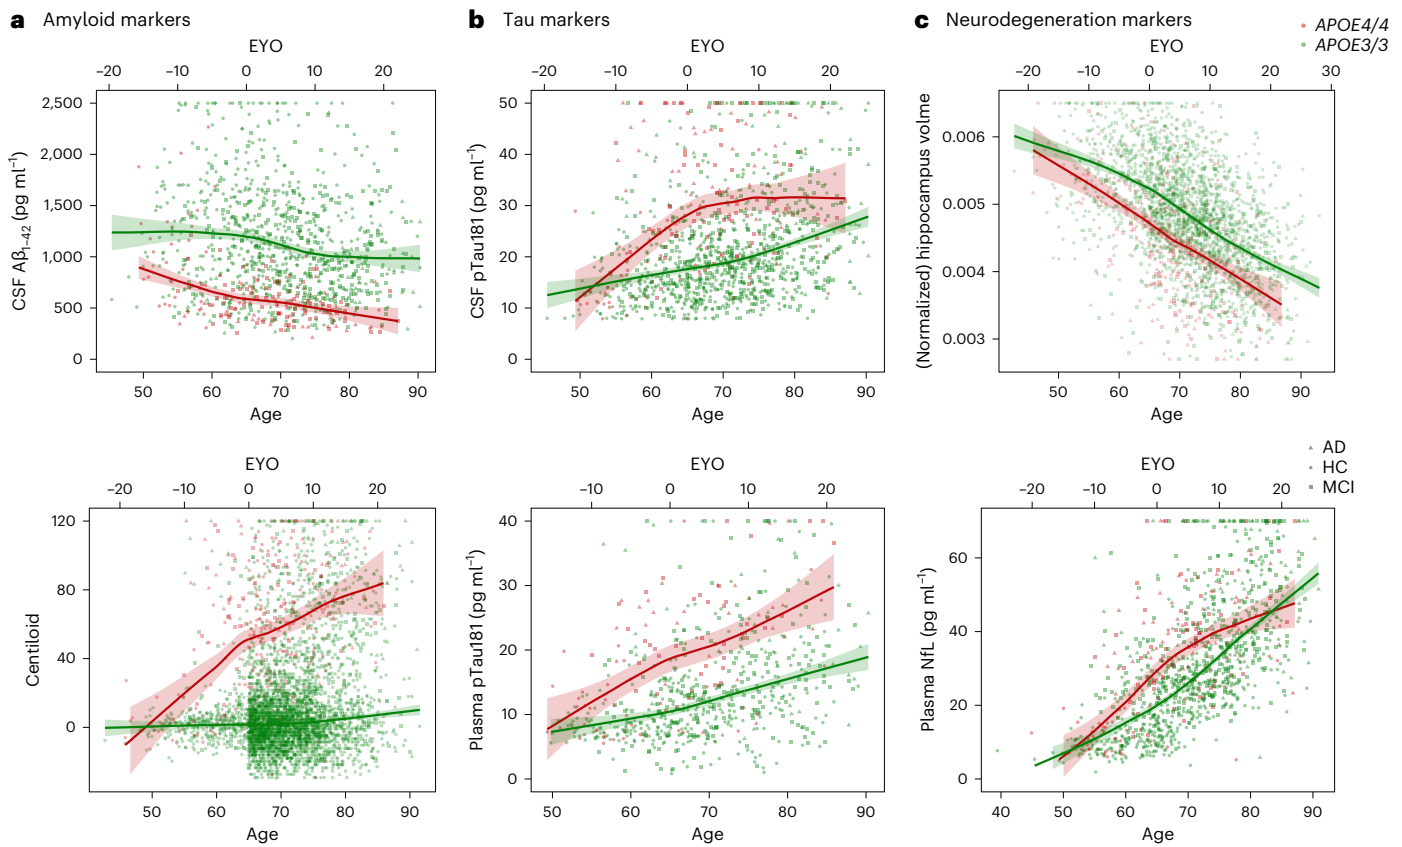 a Amyloid markers
b Tau markers
c Neurodegeneration markers
APOE4/4
APOE3/3
EYO
–20 –10 0 10 20
2,500
2,000
1,500
1,000
500
0
CSF Aβ1–42 (pg ml–1)
50 60 70 80 90
Age
EYO
–20 –10 0 10 20
50
40
30
20
10
0
CSF pTau181 (pg ml–1)
50 60 70 80 90
Age
EYO
–20 –10 0 10 20 30
0.006
0.005
0.004
0.003
(Normalized) hippocampus volme
50 60 70 80 90
Age
AD
HC
MCI
EYO
–20 –10 0 10 20
120
80
40
0
Centiloid
50 60 70 80 90
Age
EYO
–10 0 10 20
40
30
20
10
0
Plasma pTau181 (pg ml–1)
50 60 70 80 90
Age
EYO
–20 –10 0 10 20
60
40
20
0
Plasma NfL (pg ml–1)
40 50 60 70 80 90
Age